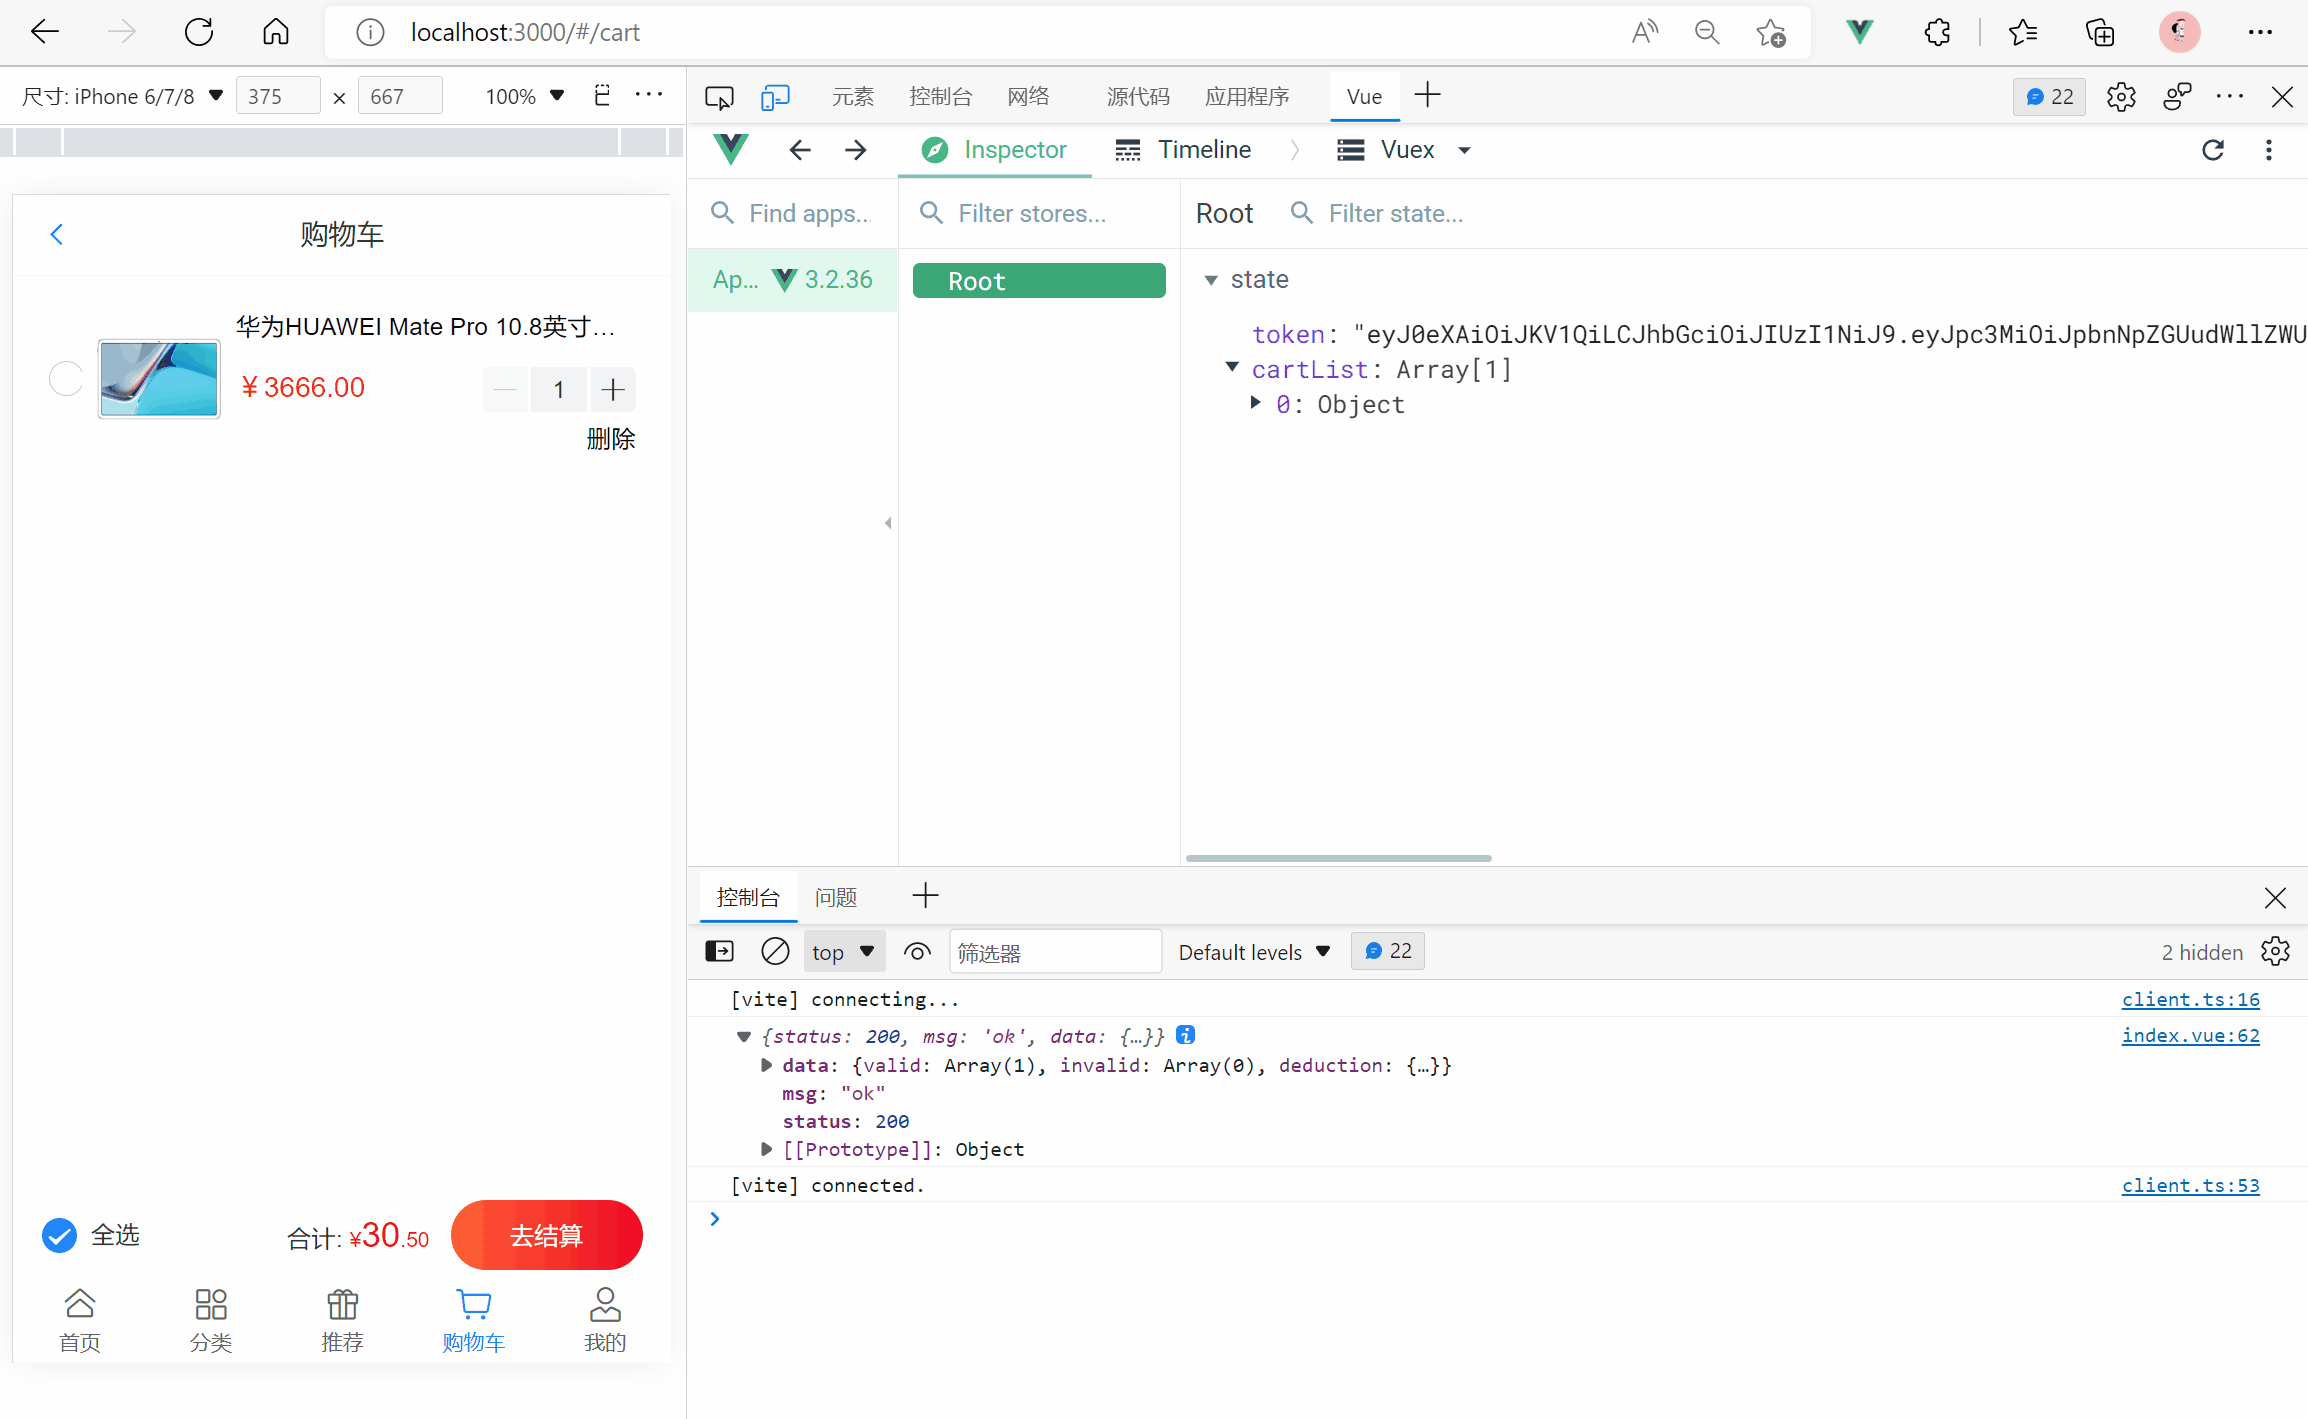 localhost:3000/#/cart
尺寸: iPhone 6/7/8 375 × 667 100%
元素 控制台 网络 源代码 应用程序 Vue 22
Inspector Timeline Vuex
Find apps... Filter stores... Root Filter state...
购物车
Ap... 3.2.36 Root state
华为HUAWEI Mate Pro 10.8英寸...
token: "eyJ0eXAiOiJKV1QiLCJhbGciOiJIUzI1NiJ9.eyJpc3MiOiJpbnNpZGUudWllZWU
cartList: Array[1]
¥3666.00 1
0: Object
删除
控制台 问题
top 筛选器 Default levels 22 2 hidden
[vite] connecting... client.ts:16
{status: 200, msg: 'ok', data: {…}} index.vue:62
data: {valid: Array(1), invalid: Array(0), deduction: {…}}
msg: "ok"
status: 200
[[Prototype]]: Object
[vite] connected. client.ts:53
全选 合计: ¥30.50 去结算
首页 分类 推荐 购物车 我的